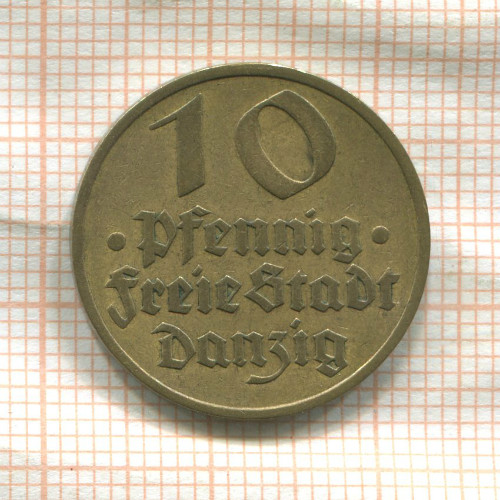 10
• Pfennig •
Freie Stadt
Danzig